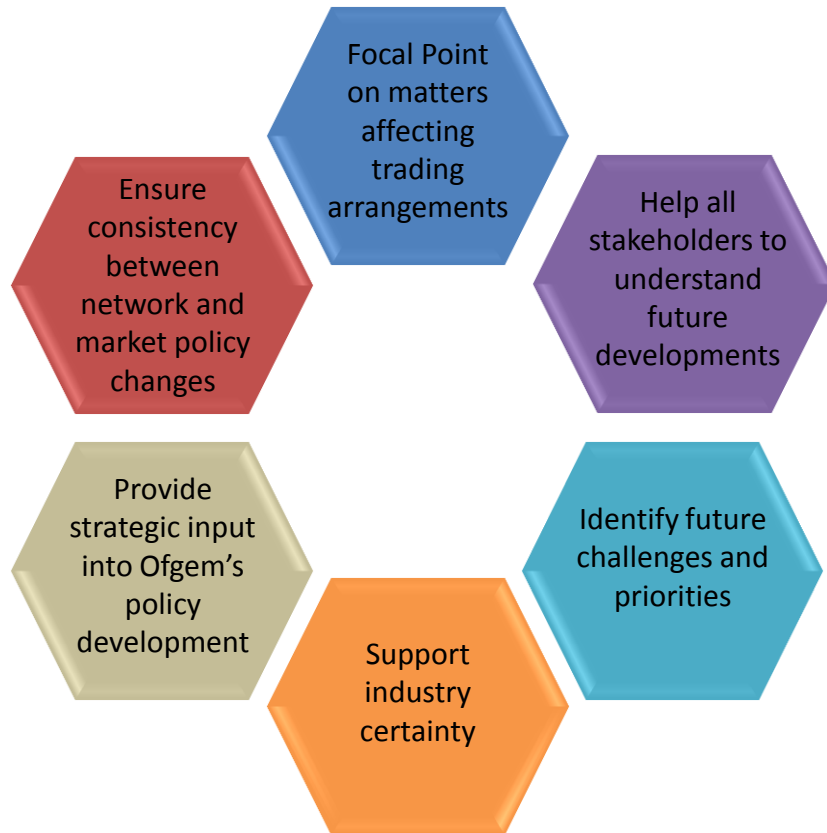 Focal Point
on matters
affecting
trading
arrangements
Help all
stakeholders to
understand
future
developments
Identify future
challenges and
priorities
Support
industry
certainty
Provide
strategic input
into Ofgem’s
policy
development
Ensure
consistency
between
network and
market policy
changes